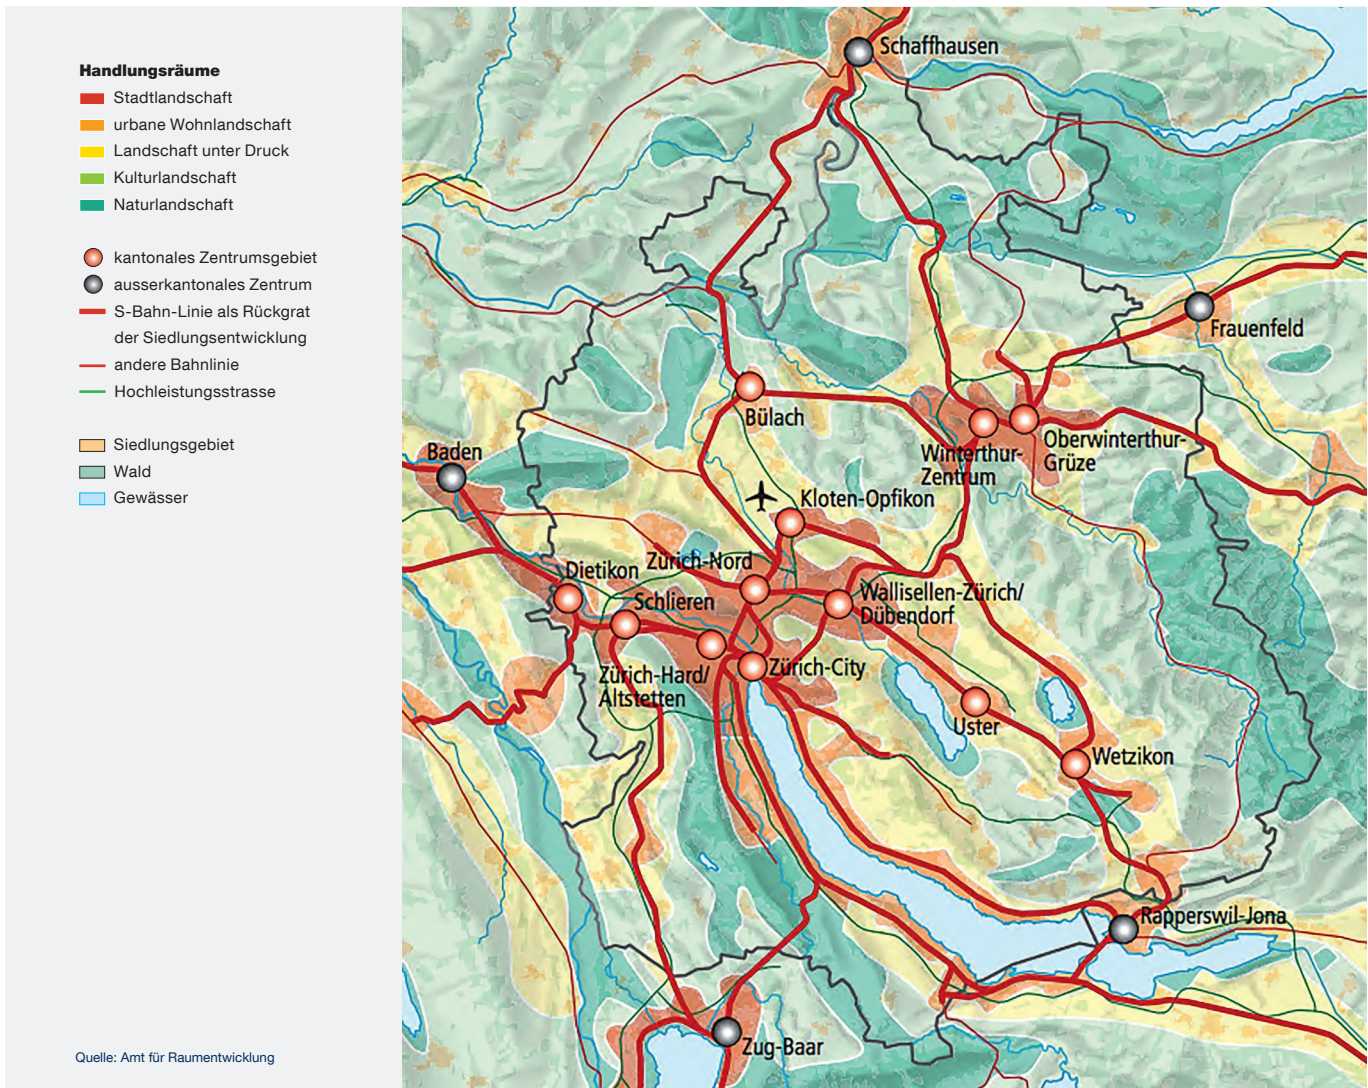 Handlungsräume
Stadtlandschaft
urbane Wohnlandschaft
Landschaft unter Druck
Kulturlandschaft
Naturlandschaft
kantonales Zentrumsgebiet
ausserkantonales Zentrum
S-Bahn-Linie als Rückgrat
der Siedlungsentwicklung
andere Bahnlinie
Hochleistungsstrasse
Siedlungsgebiet
Wald
Gewässer
Quelle: Amt für Raumentwicklung
Schaffhausen
Frauenfeld
Bülach
Winterthur-
Zentrum
Oberwinterthur-
Grüze
Baden
Kloten-Opfikon
Dietikon
Zürich-Nord
Schlieren
Wallisellen-Zürich/
Dübendorf
Zürich-Hard/
Altstetten
Zürich-City
Uster
Wetzikon
Rapperswil-Jona
Zug-Baar